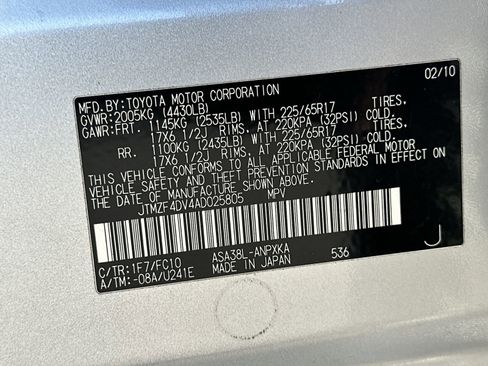 MFD.BY:TOYOTA MOTOR CORPORATION 02/10
GVWR:2005KG (4430LB)
GAWR:FRT. 1145KG (2535LB) WITH 225/65R17 TIRES.
17X6 1/2J RIMS. AT 220KPA (32PSI) COLD.
RR. 1100KG (2435LB) WITH 225/65R17 TIRES.
17X6 1/2J RIMS. AT 220KPA (32PSI) COLD.
THIS VEHICLE CONFORMS TO ALL APPLICABLE FEDERAL MOTOR
VEHICLE SAFETY AND THEFT PREVENTION STANDARDS IN EFFECT ON
THE DATE OF MANUFACTURE SHOWN ABOVE.
JTMZF4DV4AD025805 MPV
C/TR:1F7/FC10 ASA38L-ANPXKA J
A/TM:-08A/U241E MADE IN JAPAN 536